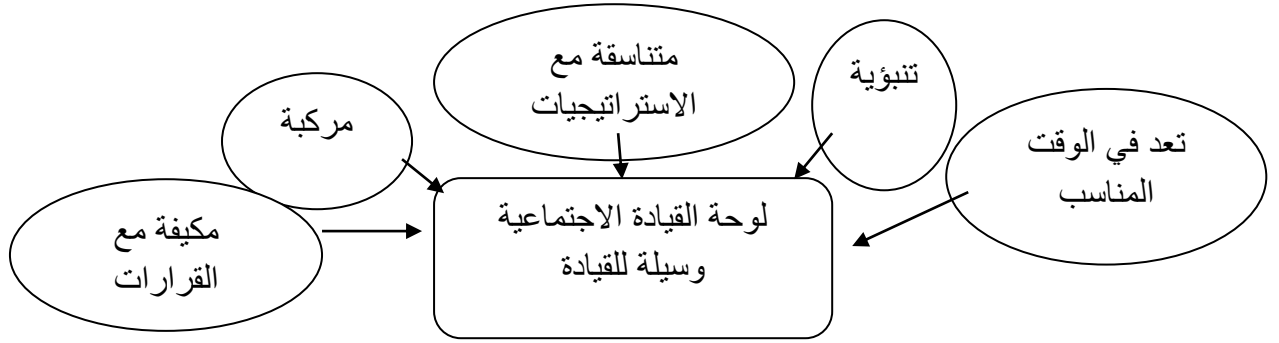 متناسقة مع
الاستراتيجيات
تنبؤية
تعد في الوقت
المناسب
مركبة
مكيفة مع
القرارات
لوحة القيادة الاجتماعية
وسيلة للقيادة